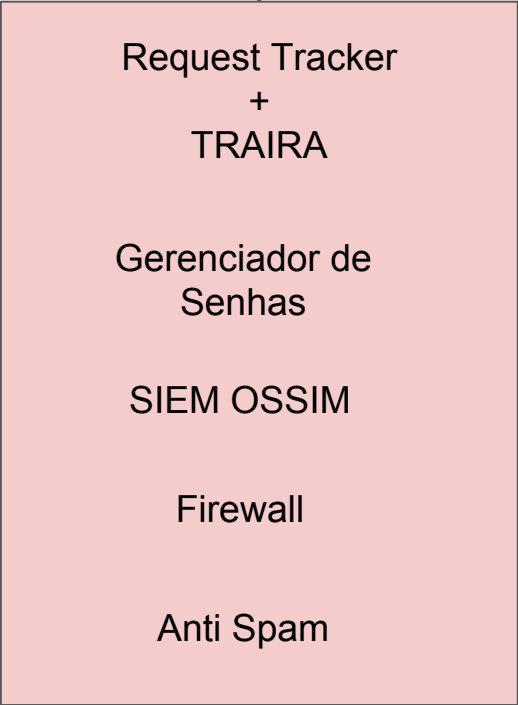 Request Tracker
+
TRAIRA
Gerenciador de
Senhas
SIEM OSSIM
Firewall
Anti Spam